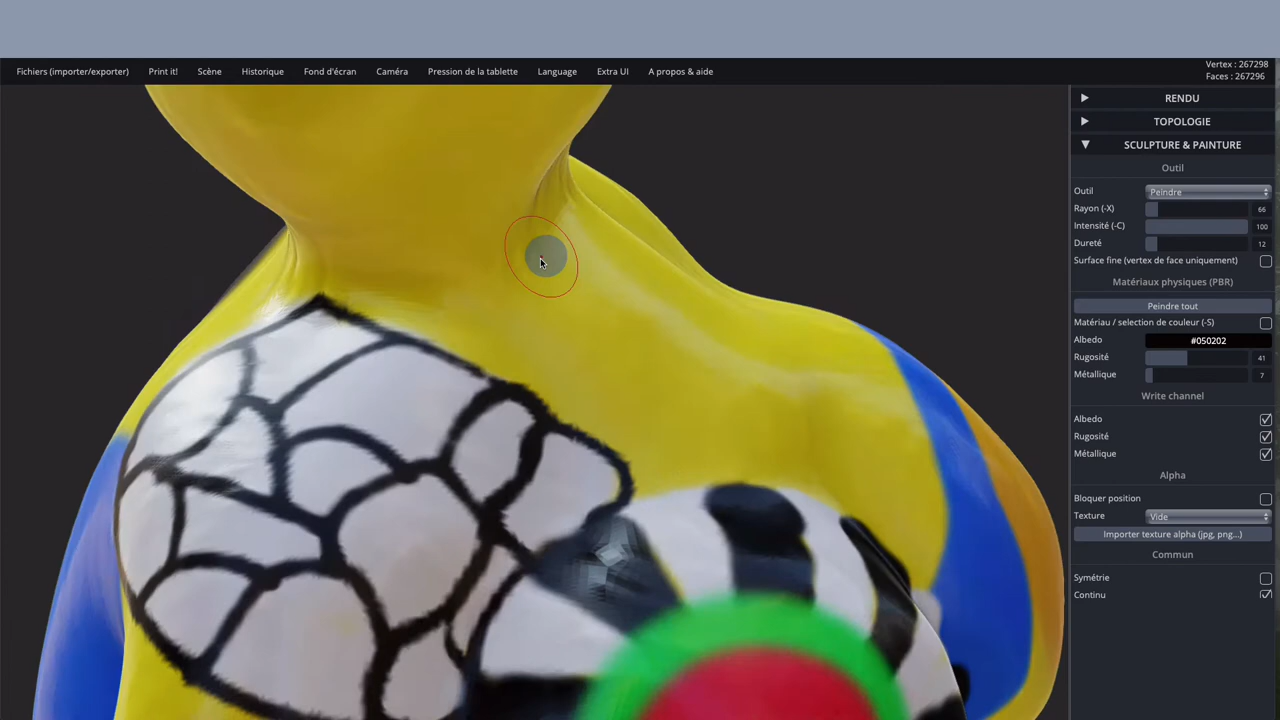 Fichiers (importer/exporter) Print it! Scène Historique Fond d'écran Caméra Pression de la tablette Language Extra UI A propos & aide
Vertex : 267298
Faces : 267296
RENDU
TOPOLOGIE
SCULPTURE & PAINTURE
Outil
Outil Peindre
Rayon (-X) 66
Intensité (-C) 100
Dureté 12
Surface fine (vertex de face uniquement)
Matériaux physiques (PBR)
Peindre tout
Matériau / selection de couleur (-S)
Albedo #050202
Rugosité 41
Métallique 7
Write channel
Albedo
Rugosité
Métallique
Alpha
Bloquer position
Texture Vide
Importer texture alpha (jpg, png...)
Commun
Symétrie
Continu